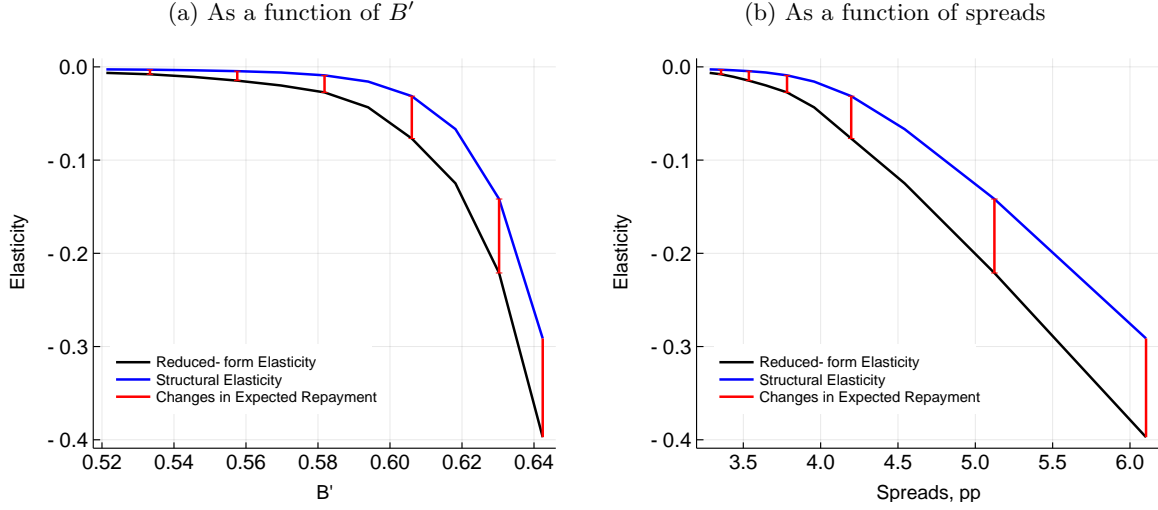 (a) As a function of B′
(b) As a function of spreads
0.0
- 0.1
- 0.2
- 0.3
- 0.4
Elasticity
Reduced- form Elasticity
Structural Elasticity
Changes in Expected Repayment
0.52 0.54 0.56 0.58 0.60 0.62 0.64
B'
0.0
- 0.1
- 0.2
- 0.3
- 0.4
Elasticity
Reduced- form Elasticity
Structural Elasticity
Changes in Expected Repayment
3.5 4.0 4.5 5.0 5.5 6.0
Spreads, pp